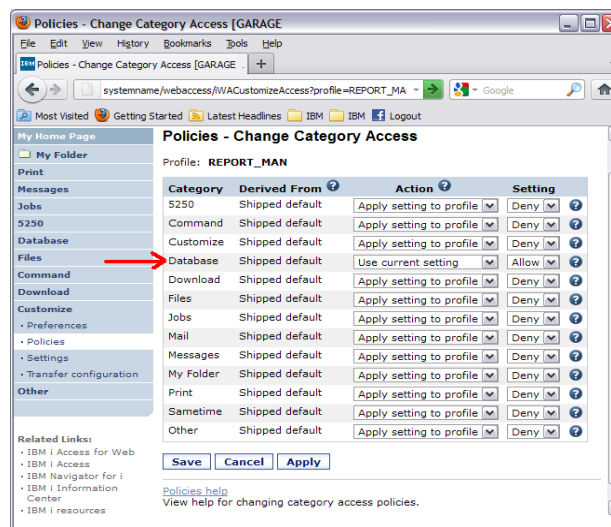 Policies - Change Category Access [GARAGE
File Edit View History Bookmarks Tools Help
IBM Policies - Change Category Access [GARAGE . +
systemname/webaccess/iWACustomizeAccess?profile=REPORT_MA Google
Most Visited Getting Started Latest Headlines IBM IBM Logout
My Home Page
My Folder
Print
Messages
Jobs
5250
Database
Files
Command
Download
Customize
• Preferences
• Policies
• Settings
• Transfer configuration
Other
Related Links:
• IBM i Access for Web
• IBM i Access
• IBM Navigator for i
• IBM i Information
Center
• IBM i resources
Policies - Change Category Access
Profile: REPORT_MAN
Category Derived From ? Action ? Setting
5250 Shipped default Apply setting to profile Deny ?
Command Shipped default Apply setting to profile Deny ?
Customize Shipped default Apply setting to profile Deny ?
Database Shipped default Use current setting Allow ?
Download Shipped default Apply setting to profile Deny ?
Files Shipped default Apply setting to profile Deny ?
Jobs Shipped default Apply setting to profile Deny ?
Mail Shipped default Apply setting to profile Deny ?
Messages Shipped default Apply setting to profile Deny ?
My Folder Shipped default Apply setting to profile Deny ?
Print Shipped default Apply setting to profile Deny ?
Sametime Shipped default Apply setting to profile Deny ?
Other Shipped default Apply setting to profile Deny ?
Save Cancel Apply
Policies help
View help for changing category access policies.